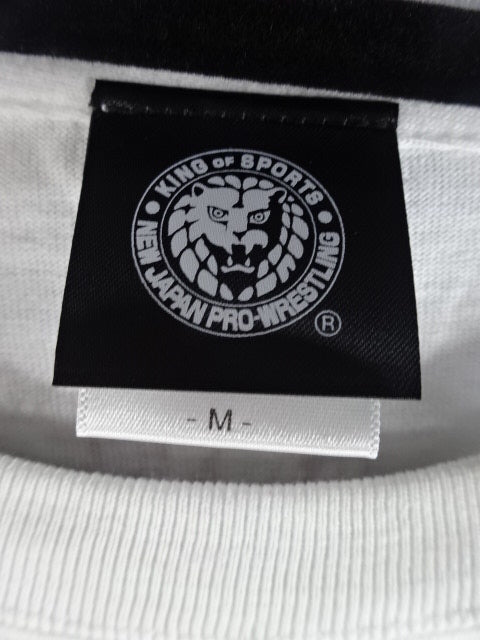 KING OF SPORTS
NEW JAPAN PRO-WRESTLING
®
- M -